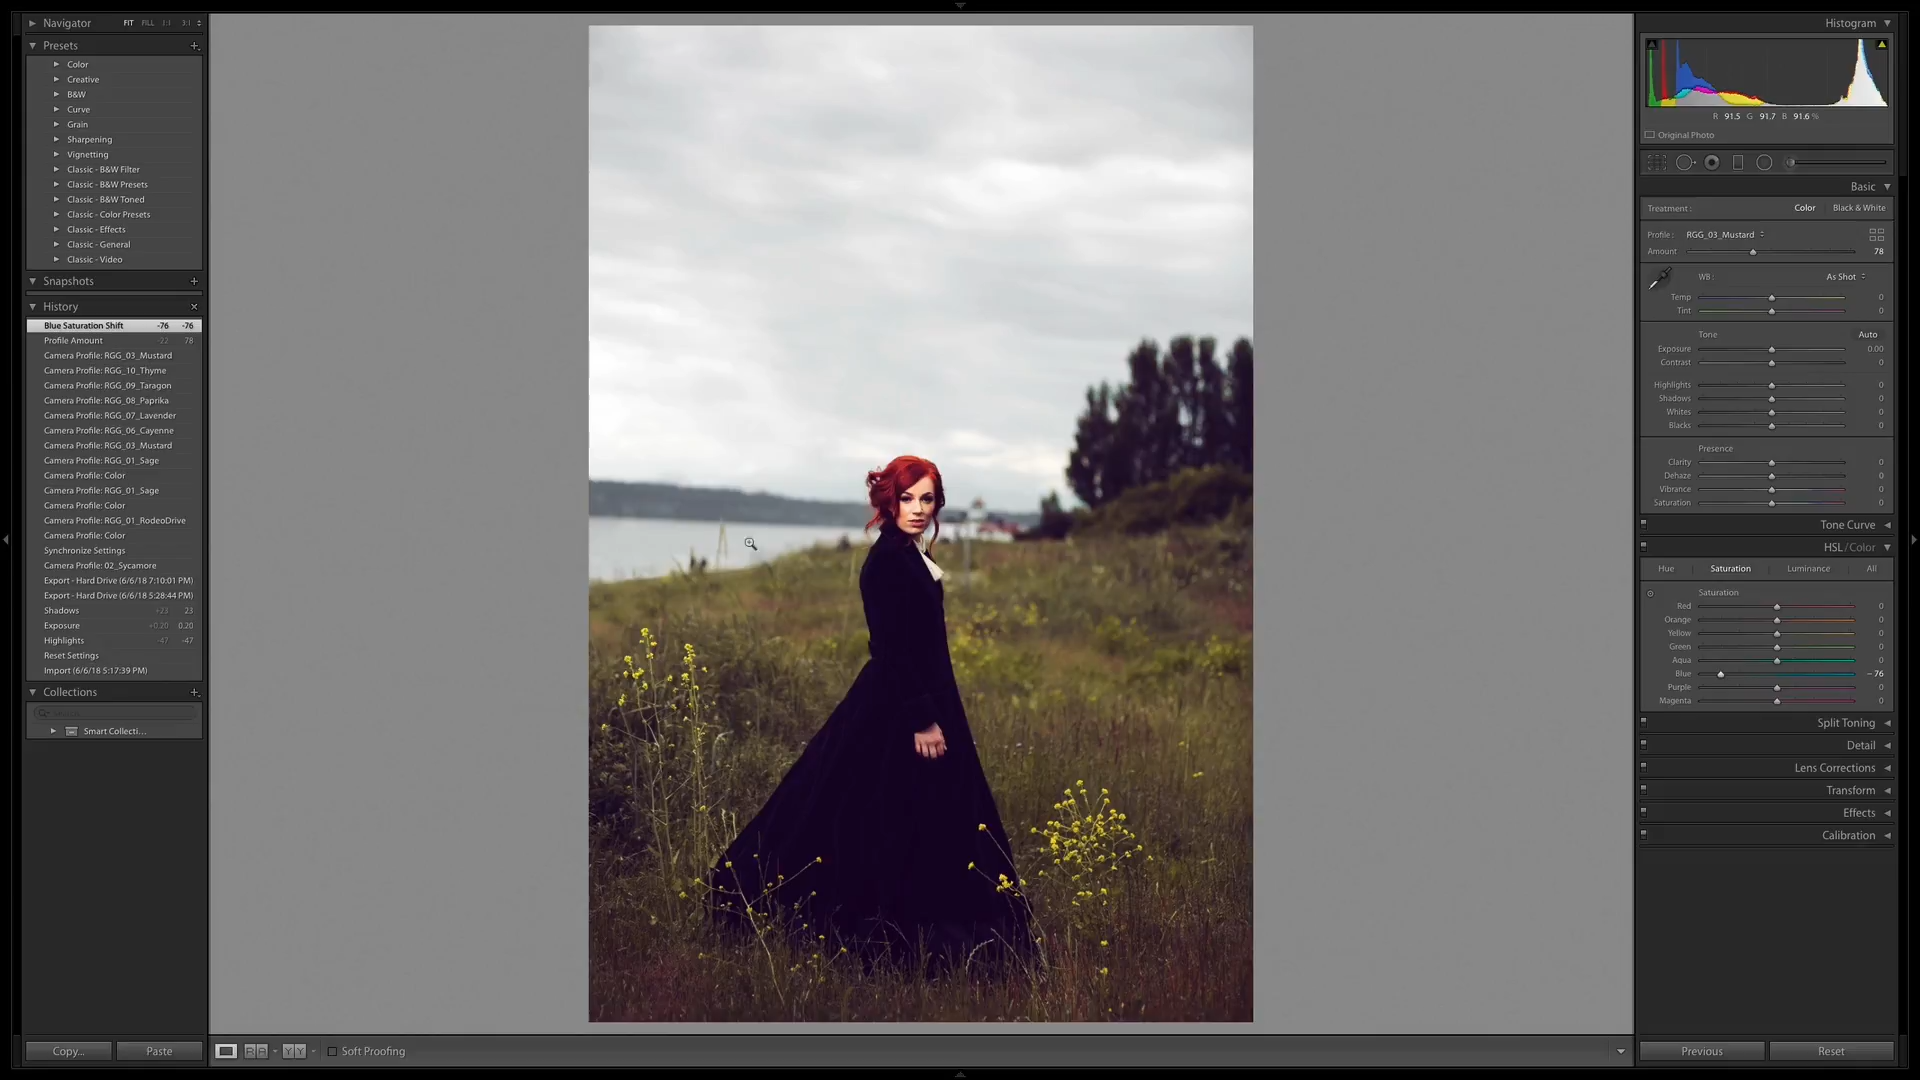 Navigator FIT FILL 1:1 3:1
Presets
Color
Creative
B&W
Curve
Grain
Sharpening
Vignetting
Classic - B&W Filter
Classic - B&W Presets
Classic - B&W Toned
Classic - Color Presets
Classic - Effects
Classic - General
Classic - Video
Snapshots
History
Blue Saturation Shift -76 -76
Profile Amount -22 78
Camera Profile: RGG_03_Mustard
Camera Profile: RGG_10_Thyme
Camera Profile: RGG_09_Taragon
Camera Profile: RGG_08_Paprika
Camera Profile: RGG_07_Lavender
Camera Profile: RGG_06_Cayenne
Camera Profile: RGG_03_Mustard
Camera Profile: RGG_01_Sage
Camera Profile: Color
Camera Profile: RGG_01_Sage
Camera Profile: Color
Camera Profile: RGG_01_RodeoDrive
Camera Profile: Color
Synchronize Settings
Camera Profile: 02_Sycamore
Export - Hard Drive (6/6/18 7:10:01 PM)
Export - Hard Drive (6/6/18 5:28:44 PM)
Shadows +23 23
Exposure +0.20 0.20
Highlights -47 -47
Reset Settings
Import (6/6/18 5:17:39 PM)
Collections
Smart Collecti...
Copy... Paste
Soft Proofing
Histogram
R 91.5 G 91.7 B 91.6 %
Original Photo
Basic
Treatment : Color Black & White
Profile : RGG_03_Mustard
Amount 78
WB : As Shot
Temp 0
Tint 0
Tone Auto
Exposure 0.00
Contrast 0
Highlights 0
Shadows 0
Whites 0
Blacks 0
Presence
Clarity 0
Dehaze 0
Vibrance 0
Saturation 0
Tone Curve
HSL / Color
Hue Saturation Luminance All
Saturation
Red 0
Orange 0
Yellow 0
Green 0
Aqua 0
Blue - 76
Purple 0
Magenta 0
Split Toning
Detail
Lens Corrections
Transform
Effects
Calibration
Previous Reset